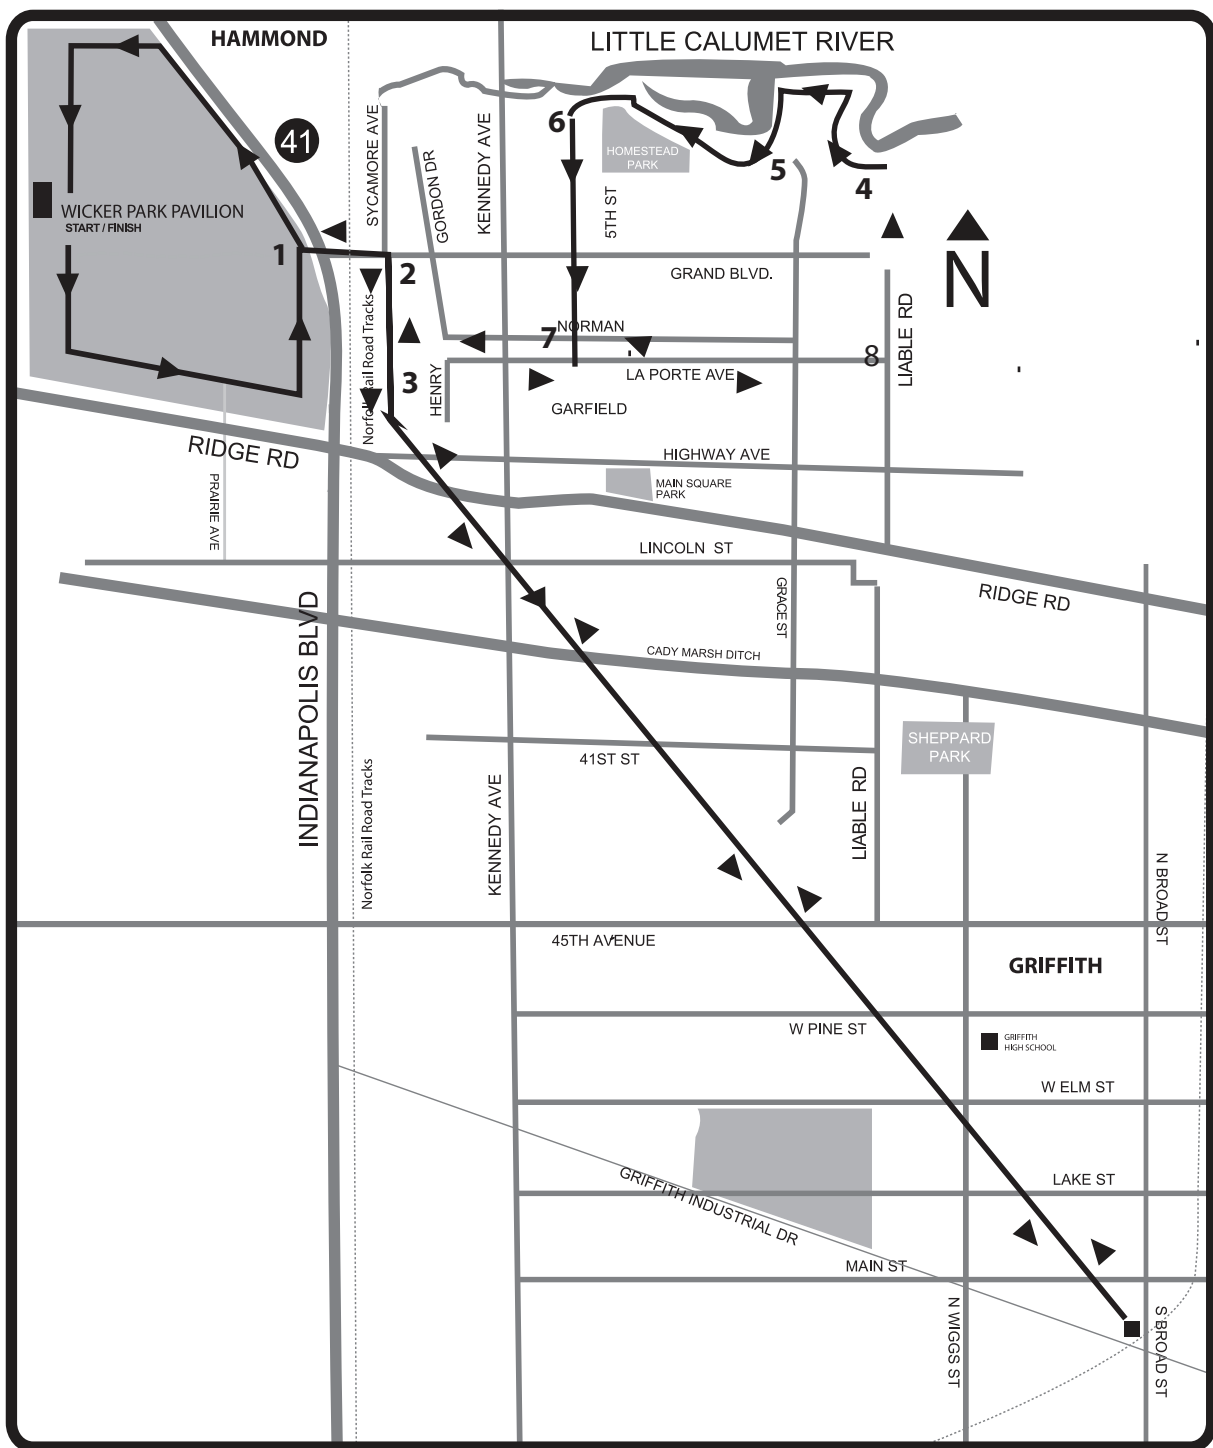 HAMMOND
LITTLE CALUMET RIVER
41
SYCAMORE AVE
GORDON DR
KENNEDY AVE
6
HOMESTEAD
PARK
5
4
5TH ST
WICKER PARK PAVILION
START / FINISH
1
2
GRAND BLVD.
N
LIABLE RD
Norfolk Rail Road Tracks
7
NORMAN
8
3
HENRY
LA PORTE AVE
GARFIELD
RIDGE RD
HIGHWAY AVE
PRAIRIE AVE
MAIN SQUARE
PARK
LINCOLN ST
GRACE ST
RIDGE RD
INDIANAPOLIS BLVD
CADY MARSH DITCH
41ST ST
SHEPPARD
PARK
Norfolk Rail Road Tracks
KENNEDY AVE
LIABLE RD
N BROAD ST
45TH AVENUE
GRIFFITH
W PINE ST
GRIFFITH
HIGH SCHOOL
W ELM ST
GRIFFITH INDUSTRIAL DR
LAKE ST
MAIN ST
N WIGGS ST
S BROAD ST